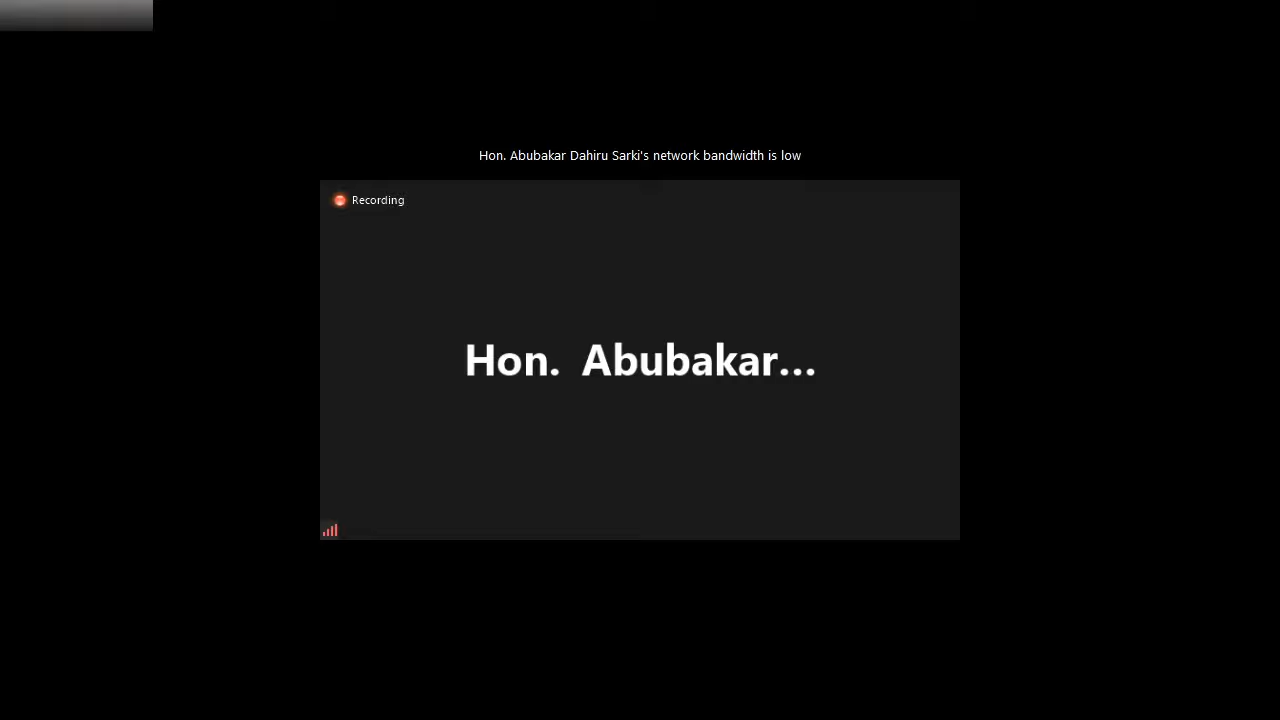 Hon. Abubakar Dahiru Sarki's network bandwidth is low
Recording
Hon. Abubakar...